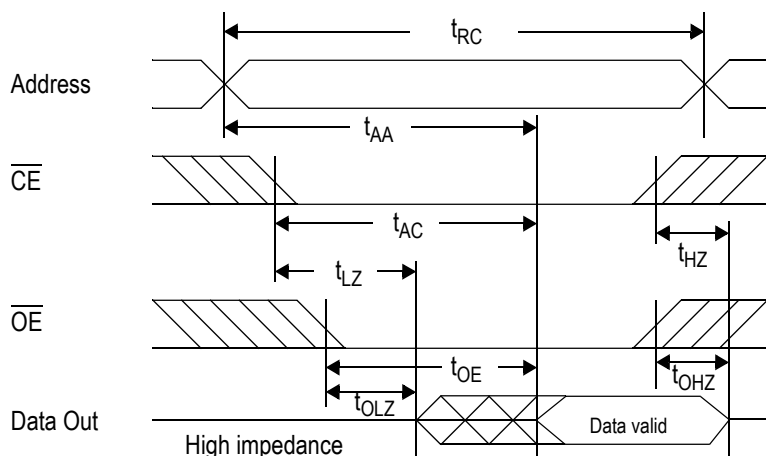 tRC
Address
tAA
CE
tAC
tHZ
tLZ
OE
tOE
tOHZ
tOLZ
Data Out
Data valid
High impedance